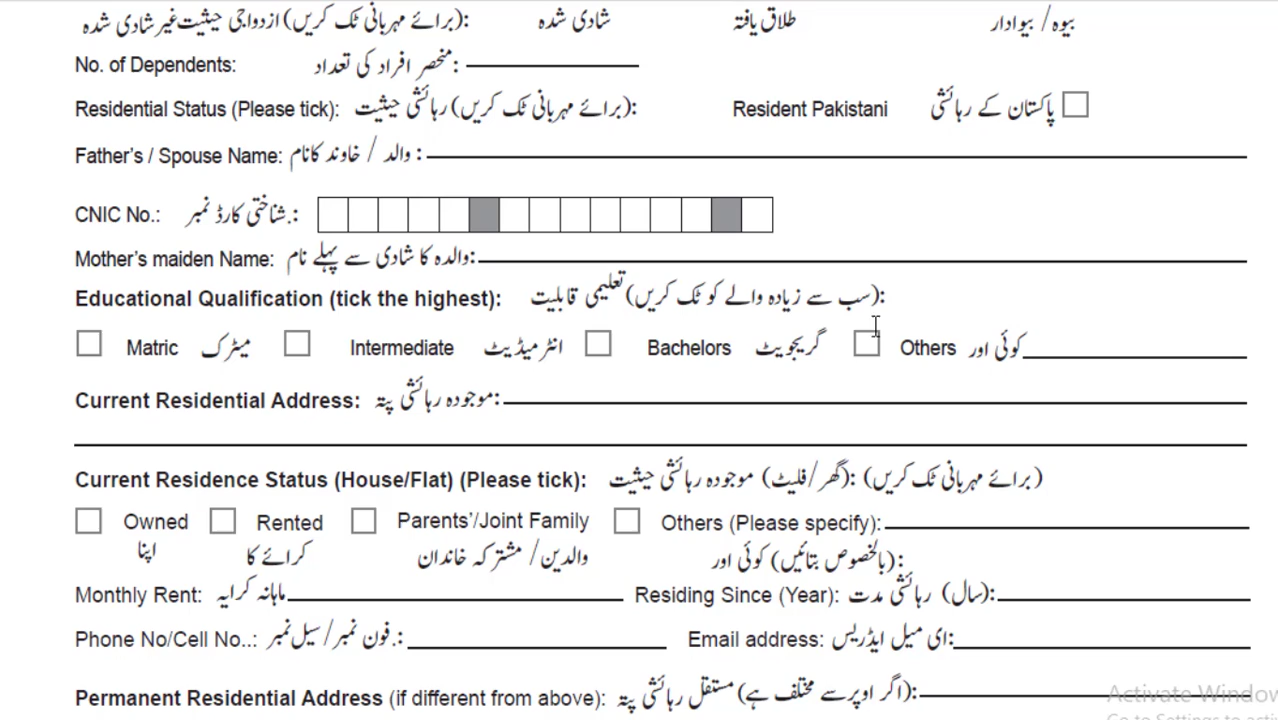 ازدواجی حیثیت (برائے مہربانی ٹک کریں): غیر شادی شدہ شادی شدہ طلاق یافتہ بیوہ / بیوادار
No. of Dependents: منحصر افراد کی تعداد:
Residential Status (Please tick): رہائشی حیثیت (برائے مہربانی ٹک کریں): Resident Pakistani پاکستان کے رہائشی
Father's / Spouse Name: والد / خاوند کا نام:
CNIC No.: شناختی کارڈ نمبر.:
Mother's maiden Name: والدہ کا شادی سے پہلے نام:
Educational Qualification (tick the highest): تعلیمی قابلیت (سب سے زیادہ والے کو ٹک کریں):
Matric میٹرک Intermediate انٹرمیڈیٹ Bachelors گریجویٹ Others کوئی اور
Current Residential Address: موجودہ رہائشی پتہ:
Current Residence Status (House/Flat) (Please tick): موجودہ رہائشی حیثیت (گھر/فلیٹ): (برائے مہربانی ٹک کریں)
Owned Rented Parents'/Joint Family Others (Please specify):
اپنا کرائے کا والدین/ مشترکہ خاندان کوئی اور (بالخصوص بتائیں):
Monthly Rent: ماہانہ کرایہ Residing Since (Year): رہائشی مدت (سال):
Phone No/Cell No..: فون نمبر/سیل نمبر.: Email address: ای میل ایڈریس:
Permanent Residential Address (if different from above): مستقل رہائشی پتہ (اگر اوپر سے مختلف ہے):
Activate Window